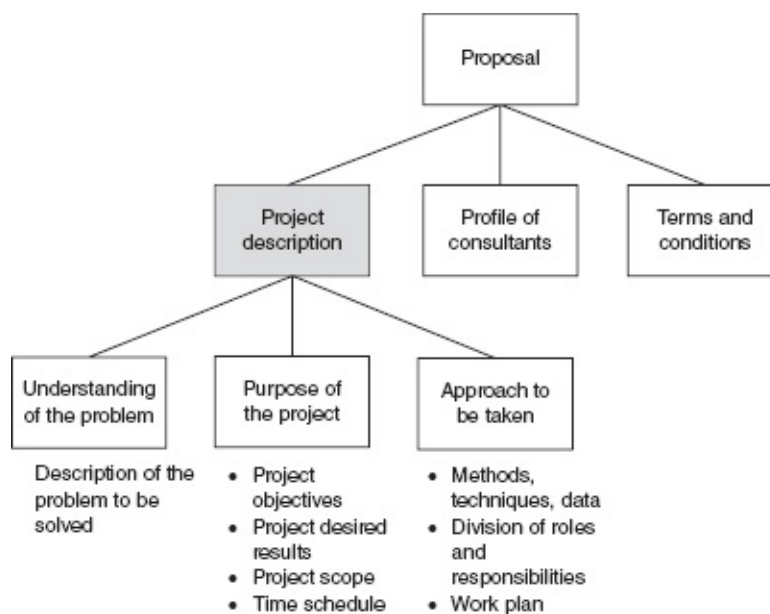 Proposal
Project
description
Profile of
consultants
Terms and
conditions
Understanding
of the problem
Purpose of
the project
Approach to
be taken
Description of the
problem to be
solved
• Project
objectives
• Project desired
results
• Project scope
• Time schedule
• Methods,
techniques, data
• Division of roles
and
responsibilities
• Work plan